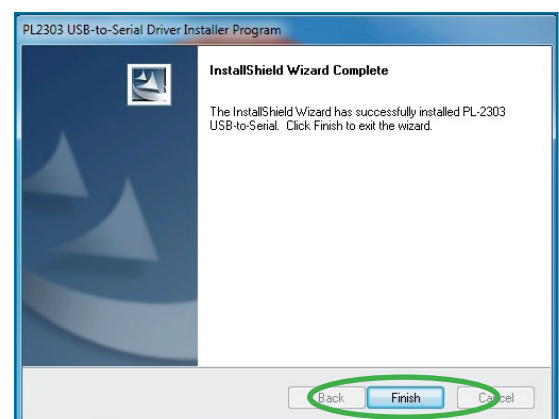 PL2303 USB-to-Serial Driver Installer Program
InstallShield Wizard Complete
The InstallShield Wizard has successfully installed PL-2303
USB-to-Serial. Click Finish to exit the wizard.
Back Finish Cancel